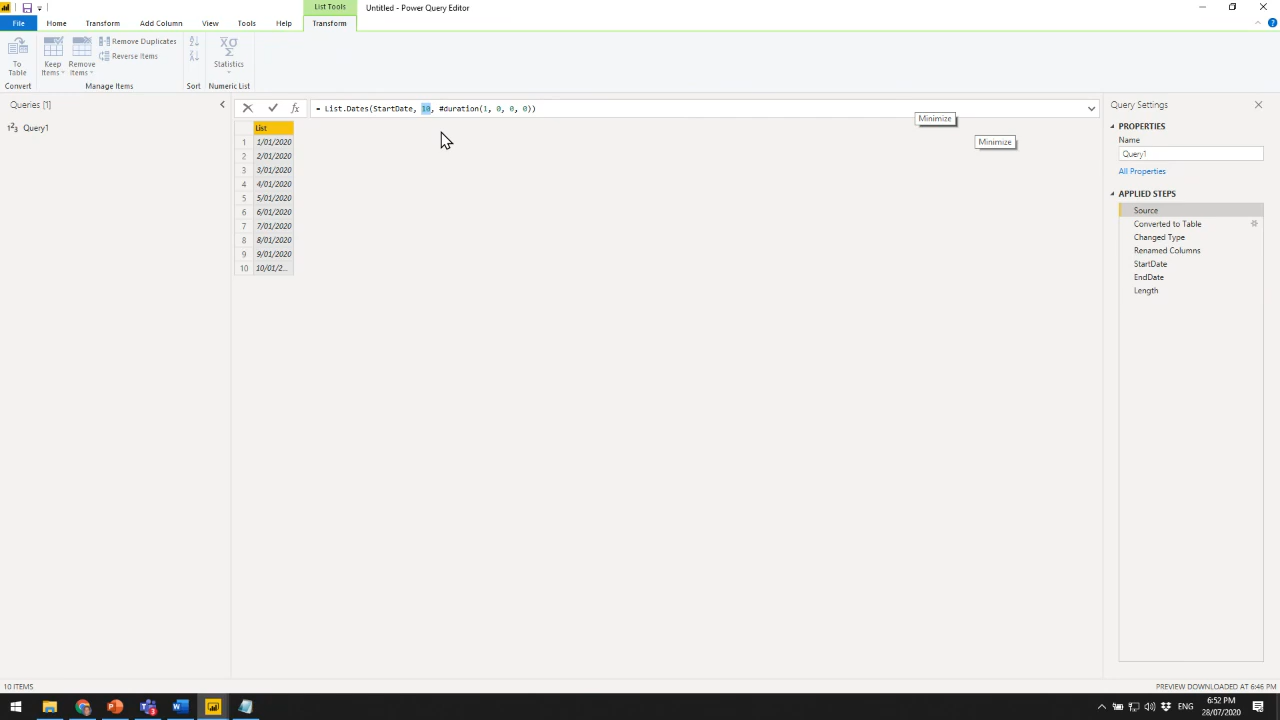 List Tools
Untitled - Power Query Editor
File
Home
Transform
Add Column
View
Tools
Help
Transform
To
Table
Keep
Items
Remove
Items
Remove Duplicates
Reverse Items
Statistics
Convert
Manage Items
Sort
Numeric List
Queries [1]
= List.Dates(StartDate, 10, #duration(1, 0, 0, 0))
Query Settings
Minimize
Minimize
Query1
List
1 1/01/2020
2 2/01/2020
3 3/01/2020
4 4/01/2020
5 5/01/2020
6 6/01/2020
7 7/01/2020
8 8/01/2020
9 9/01/2020
10 10/01/2...
PROPERTIES
Name
Query1
All Properties
APPLIED STEPS
Source
Converted to Table
Changed Type
Renamed Columns
StartDate
EndDate
Length
10 ITEMS
PREVIEW DOWNLOADED AT 6:46 PM
ENG
6:52 PM
28/07/2020